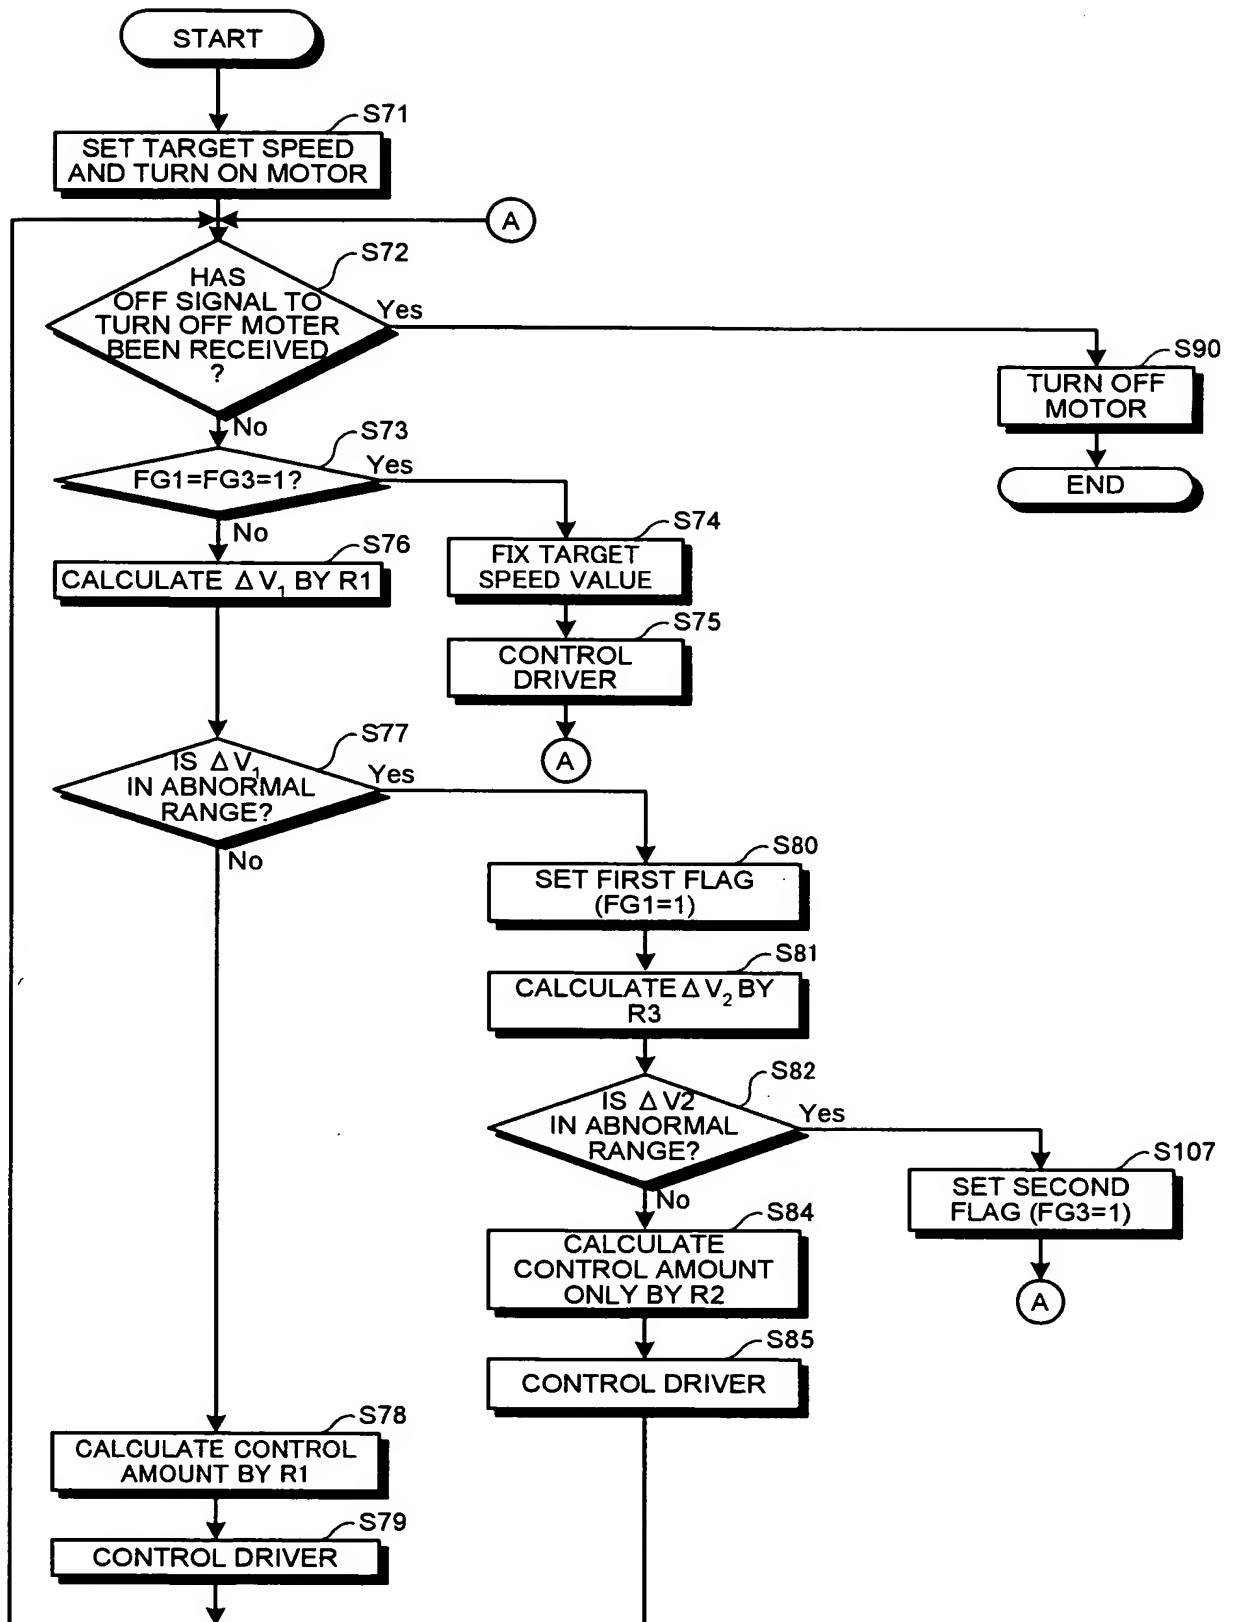 START
S71
SET TARGET SPEED
AND TURN ON MOTOR
A
S72
HAS
OFF SIGNAL TO
TURN OFF MOTER
BEEN RECEIVED
?
Yes
No
S90
TURN OFF
MOTOR
END
S73
FG1=FG3=1?
Yes
No
S74
FIX TARGET
SPEED VALUE
S75
CONTROL
DRIVER
A
S76
CALCULATE Δ V₁ BY R1
S77
IS Δ V₁
IN ABNORMAL
RANGE?
Yes
No
S80
SET FIRST FLAG
(FG1=1)
S81
CALCULATE Δ V₂ BY
R3
S82
IS Δ V2
IN ABNORMAL
RANGE?
Yes
No
S107
SET SECOND
FLAG (FG3=1)
A
S84
CALCULATE
CONTROL AMOUNT
ONLY BY R2
S85
CONTROL DRIVER
S78
CALCULATE CONTROL
AMOUNT BY R1
S79
CONTROL DRIVER